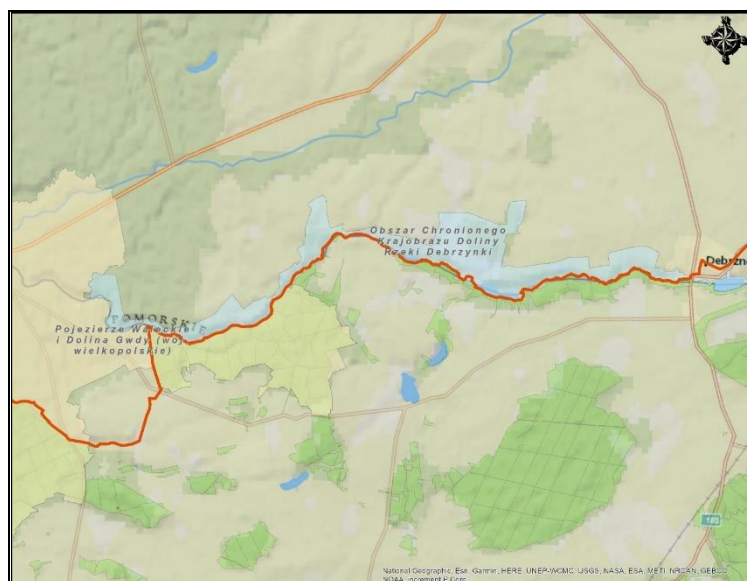 Obszar Chronionego
Krajobrazu Doliny
Rzeki Debrzynki
Debrzno
POMORSKIE
Pojezierze Wałeckie
i Dolina Gwdy (woj.
wielkopolskie)
National Geographic, Esri, Garmin, HERE, UNEP-WCMC, USGS, NASA, ESA, METI, NRCAN, GEBCO,
NOAA, increment P Corp.